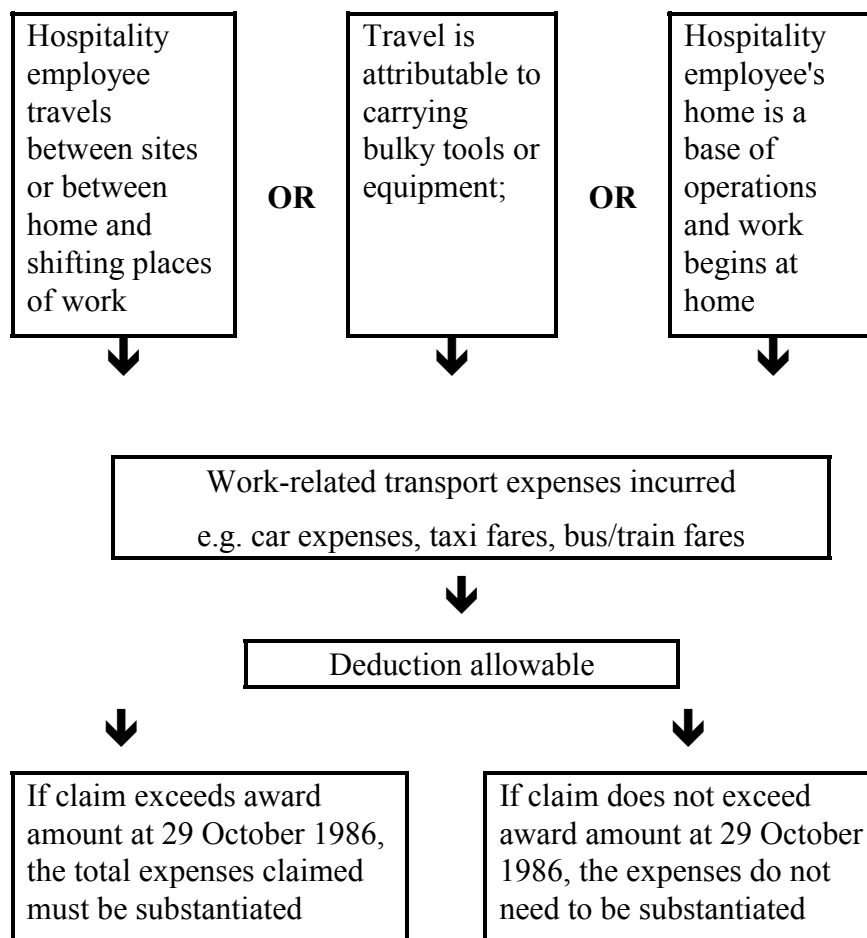 Hospitality
employee
travels
between sites
or between
home and
shifting places
of work
OR
Travel is
attributable to
carrying
bulky tools or
equipment;
OR
Hospitality
employee's
home is a
base of
operations
and work
begins at
home
Work-related transport expenses incurred
e.g. car expenses, taxi fares, bus/train fares
Deduction allowable
If claim exceeds award
amount at 29 October 1986,
the total expenses claimed
must be substantiated
If claim does not exceed
award amount at 29 October
1986, the expenses do not
need to be substantiated